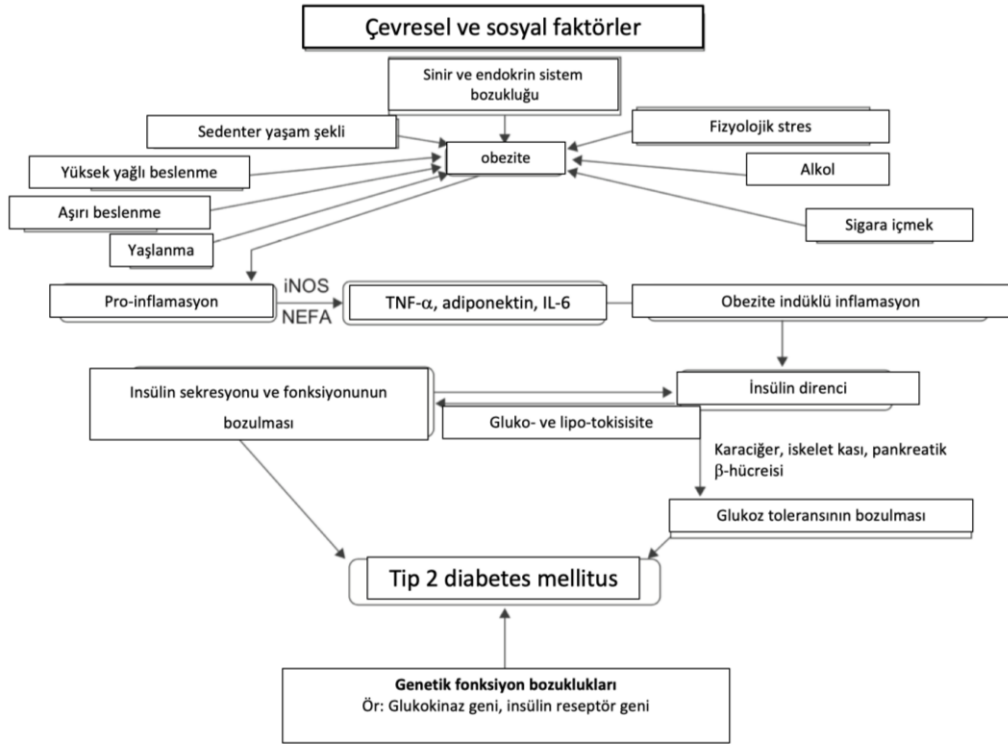 Çevresel ve sosyal faktörler
Sinir ve endokrin sistem
bozukluğu
Sedenter yaşam şekli
Fizyolojik stres
obezite
Yüksek yağlı beslenme
Alkol
Aşırı beslenme
Sigara içmek
Yaşlanma
Pro-inflamasyon
iNOS
NEFA
TNF-α, adiponektin, IL-6
Obezite indüklü inflamasyon
Insülin sekresyonu ve fonksiyonunun
bozulması
İnsülin direnci
Gluko- ve lipo-tokisisite
Karaciğer, iskelet kası, pankreatik
β-hücreisi
Glukoz toleransının bozulması
Tip 2 diabetes mellitus
Genetik fonksiyon bozuklukları
Ör: Glukokinaz geni, insülin reseptör geni